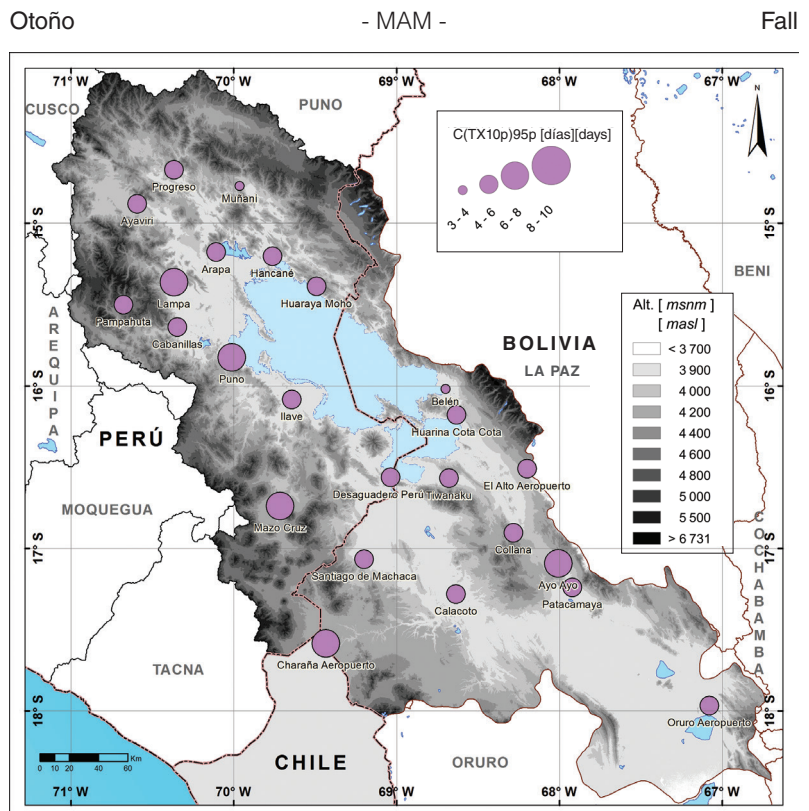 Otoño - MAM - Fall
71°W 70°W 69°W 68°W 67°W
CUSCO
PUNO
N
C(TX10p)95p [días][days]
3 - 4
4 - 6
6 - 8
8 - 10
Progreso
Muñani
Ayaviri
15°S
15°S
Arapa
Hancané
BENI
Lampa
Huaraya Moho
Pampahuta
Cabanillas
AREQUIPA
Alt. [ msnm ]
[ masl ]
< 3 700
3 900
4 000
4 200
4 400
4 600
4 800
5 000
5 500
> 6 731
BOLIVIA
LA PAZ
Puno
16°S
16°S
Belén
Ilave
Huarina Cota Cota
PERÚ
Desaguadero Perú
Tiwanaku
El Alto Aeropuerto
MOQUEGUA
Mazo Cruz
Collana
17°S
17°S
Santiago de Machaca
Ayo Ayo
Calacoto
Patacamaya
COCHABAMBA
TACNA
Charaña Aeropuerto
18°S
18°S
Oruro Aeropuerto
CHILE
ORURO
0 10 20 40 60 Km
71°W 70°W 69°W 68°W 67°W